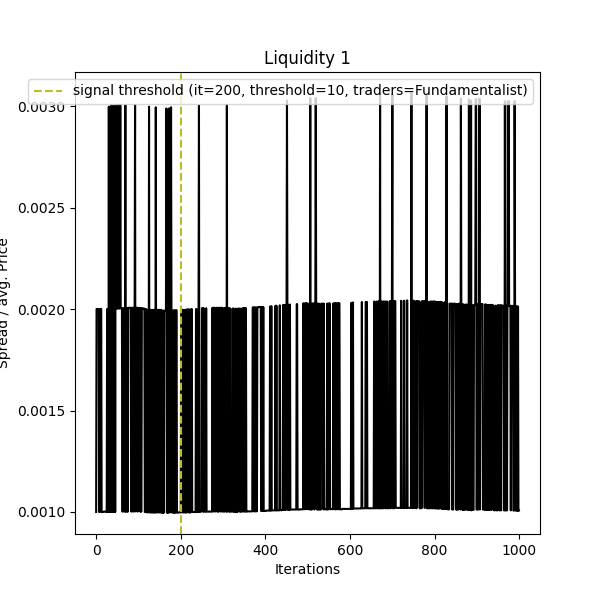 Liquidity 1
signal threshold (it=200, threshold=10, traders=Fundamentalist)
0.0030
0.0025
0.0020
0.0015
0.0010
Spread / avg. Price
0 200 400 600 800 1000
Iterations